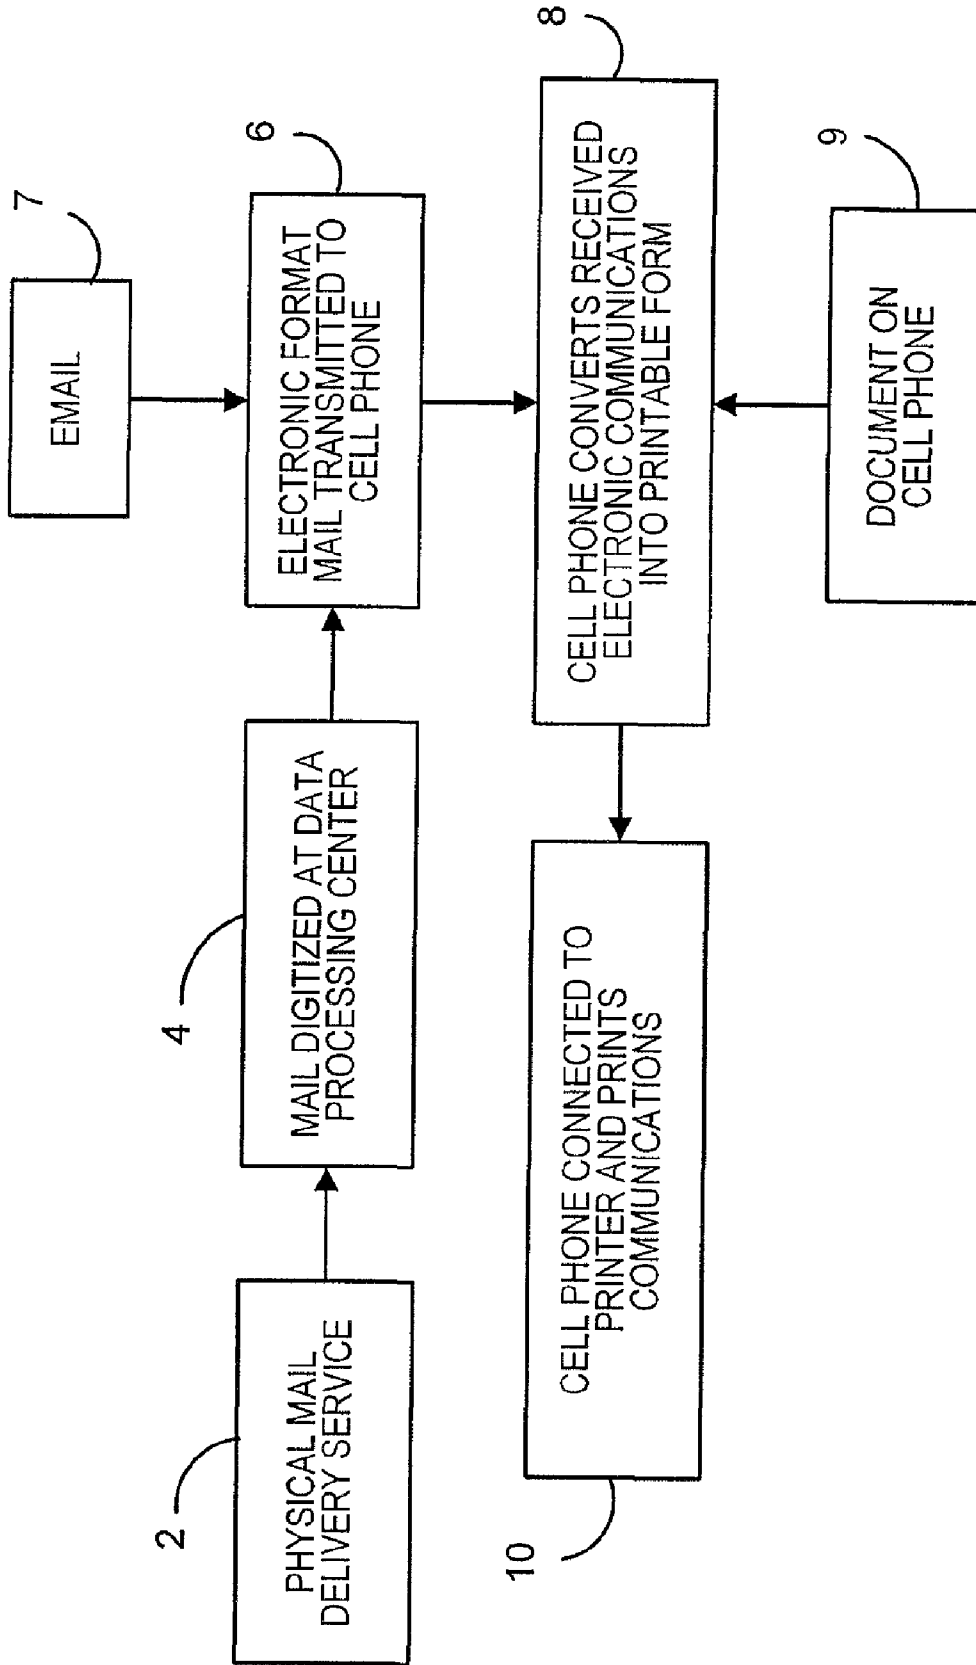 7
EMAIL
2
PHYSICAL MAIL
DELIVERY SERVICE
4
MAIL DIGITIZED AT DATA
PROCESSING CENTER
6
ELECTRONIC FORMAT
MAIL TRANSMITTED TO
CELL PHONE
10
CELL PHONE CONNECTED TO
PRINTER AND PRINTS
COMMUNICATIONS
8
CELL PHONE CONVERTS RECEIVED
ELECTRONIC COMMUNICATIONS
INTO PRINTABLE FORM
9
DOCUMENT ON
CELL PHONE